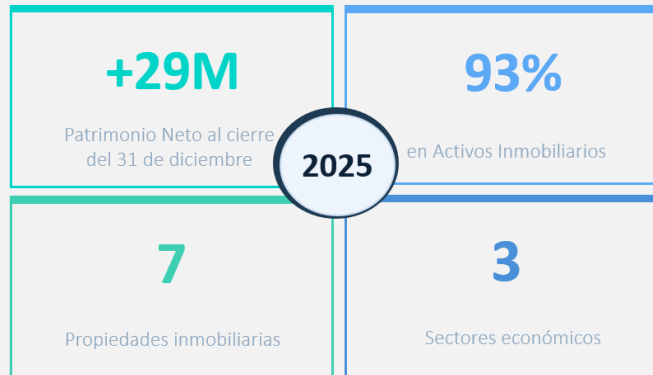 +29M
Patrimonio Neto al cierre
del 31 de diciembre
93%
en Activos Inmobiliarios
2025
7
Propiedades inmobiliarias
3
Sectores económicos